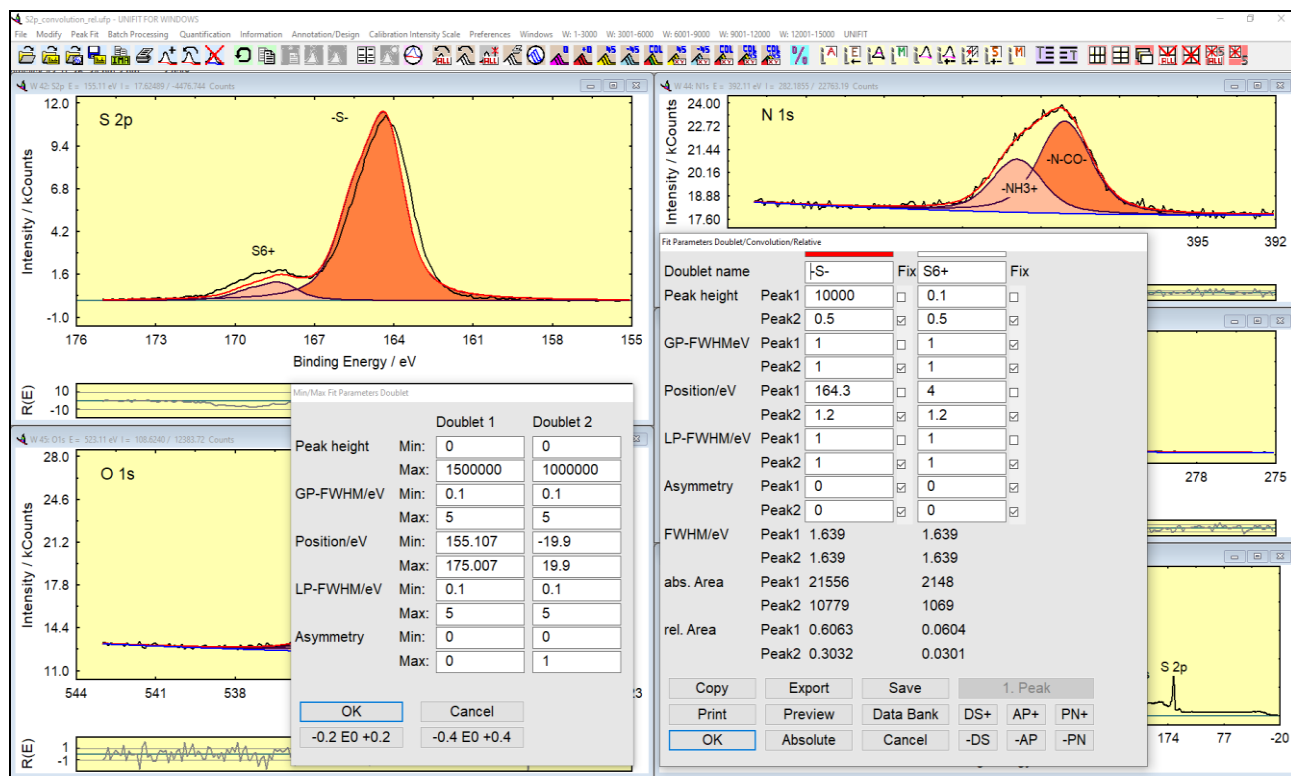 S2p_convolution_rel.ufp - UNIFIT FOR WINDOWS
File Modify Peak Fit Batch Processing Quantification Information Annotation/Design Calibration Intensity Scale Preferences Windows W: 1-3000 W: 3001-6000 W: 6001-9000 W: 9001-12000 W: 12001-15000 UNIFIT
W 42: S2p E = 155.11 eV I = 17.62489 / -4476.744 Counts
S 2p
-S-
S6+
Intensity / kCounts
12.0
9.4
6.8
4.2
1.6
-1.0
176 173 170 167 164 161 158 155
Binding Energy / eV
R(E)
10
-10
W 44: N1s E = 392.11 eV I = 282.1855 / 22763.19 Counts
N 1s
-N-CO-
-NH3+
Intensity / kCounts
24.00
22.72
21.44
20.16
18.88
17.60
395 392
W 45: O1s E = 523.11 eV I = 108.6240 / 12383.72 Counts
O 1s
Intensity / kCounts
28.0
24.6
21.2
17.8
14.4
11.0
544 541 538
R(E)
1
-1
Min/Max Fit Parameters Doublet
Doublet 1 Doublet 2
Peak height Min: 0 0
Max: 1500000 1000000
GP-FWHM/eV Min: 0.1 0.1
Max: 5 5
Position/eV Min: 155.107 -19.9
Max: 175.007 19.9
LP-FWHM/eV Min: 0.1 0.1
Max: 5 5
Asymmetry Min: 0 0
Max: 0 1
OK Cancel
-0.2 E0 +0.2 -0.4 E0 +0.4
Fit Parameters Doublet/Convolution/Relative
Doublet name -S- Fix S6+ Fix
Peak height Peak1 10000 0.1
Peak2 0.5 0.5
GP-FWHMeV Peak1 1 1
Peak2 1 1
Position/eV Peak1 164.3 4
Peak2 1.2 1.2
LP-FWHM/eV Peak1 1 1
Peak2 1 1
Asymmetry Peak1 0 0
Peak2 0 0
FWHM/eV Peak1 1.639 1.639
Peak2 1.639 1.639
abs. Area Peak1 21556 2148
Peak2 10779 1069
rel. Area Peak1 0.6063 0.0604
Peak2 0.3032 0.0301
Copy Export Save 1. Peak
Print Preview Data Bank DS+ AP+ PN+
OK Absolute Cancel -DS -AP -PN
278 275
S 2p
174 77 -20